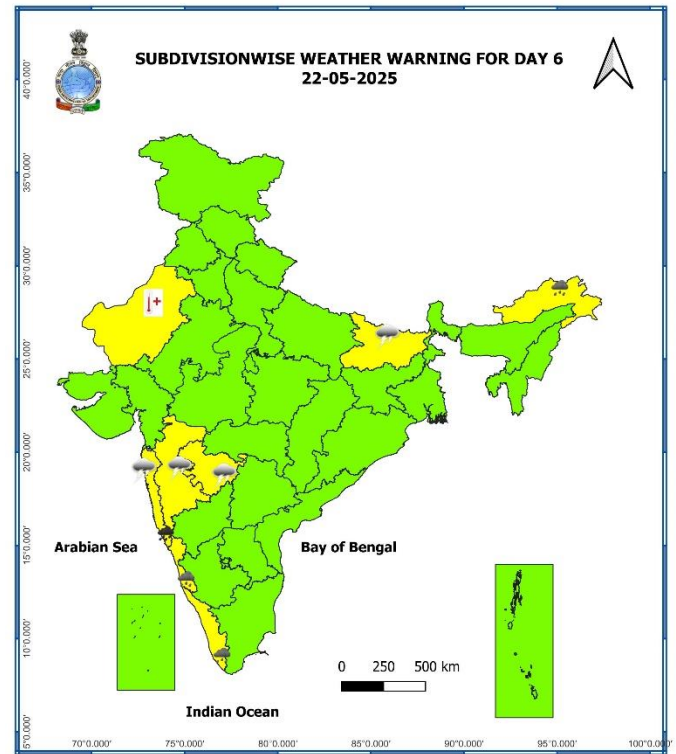 SUBDIVISIONWISE WEATHER WARNING FOR DAY 6
22-05-2025
40°0.000'
35°0.000'
30°0.000'
25°0.000'
20°0.000'
15°0.000'
10°0.000'
5°0.000'
Arabian Sea
Bay of Bengal
0 250 500 km
Indian Ocean
70°0.000' 75°0.000' 80°0.000' 85°0.000' 90°0.000' 95°0.000' 100°0.000'